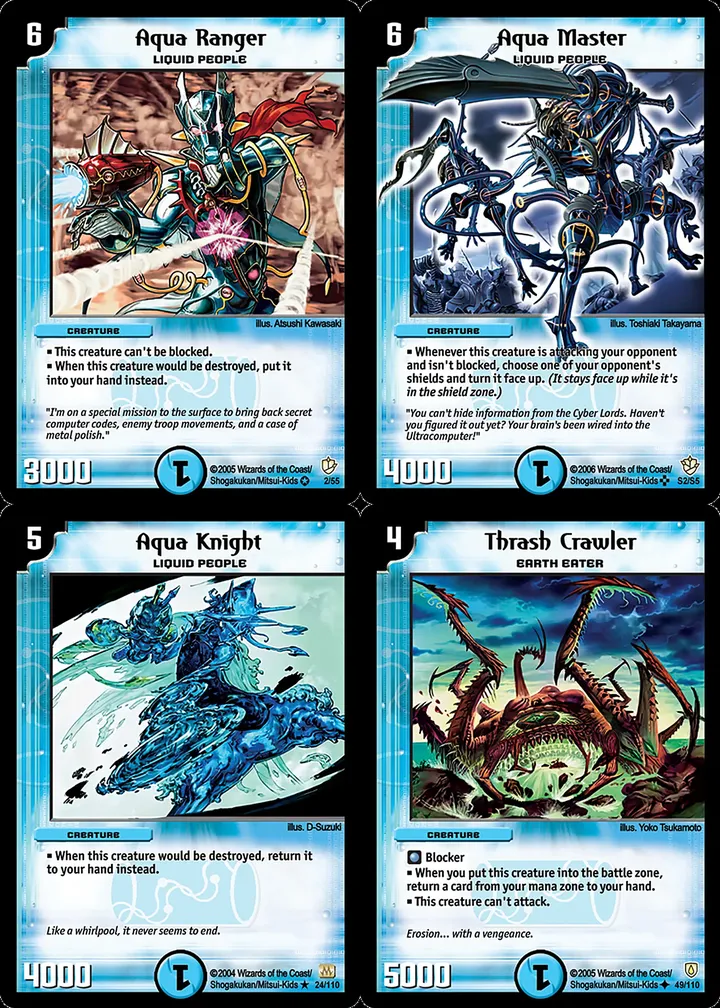 6
Aqua Ranger
LIQUID PEOPLE
illus. Atsushi Kawasaki
CREATURE
▪ This creature can't be blocked.
▪ When this creature would be destroyed, put it
into your hand instead.
"I'm on a special mission to the surface to bring back secret
computer codes, enemy troop movements, and a case of
metal polish."
3000
©2005 Wizards of the Coast/
Shogakukan/Mitsui-Kids
2/55
6
Aqua Master
LIQUID PEOPLE
illus. Toshiaki Takayama
CREATURE
▪ Whenever this creature is attacking your opponent
and isn't blocked, choose one of your opponent's
shields and turn it face up. (It stays face up while it's
in the shield zone.)
"You can't hide information from the Cyber Lords. Haven't
you figured it out yet? Your brain's been wired into the
Ultracomputer!"
4000
©2006 Wizards of the Coast/
Shogakukan/Mitsui-Kids
S2/S5
5
Aqua Knight
LIQUID PEOPLE
illus. D-Suzuki
CREATURE
▪ When this creature would be destroyed, return it
to your hand instead.
Like a whirlpool, it never seems to end.
4000
©2004 Wizards of the Coast/
Shogakukan/Mitsui-Kids
24/110
4
Thrash Crawler
EARTH EATER
illus. Yoko Tsukamoto
CREATURE
Blocker
▪ When you put this creature into the battle zone,
return a card from your mana zone to your hand.
▪ This creature can't attack.
Erosion... with a vengeance.
5000
©2005 Wizards of the Coast/
Shogakukan/Mitsui-Kids
49/110